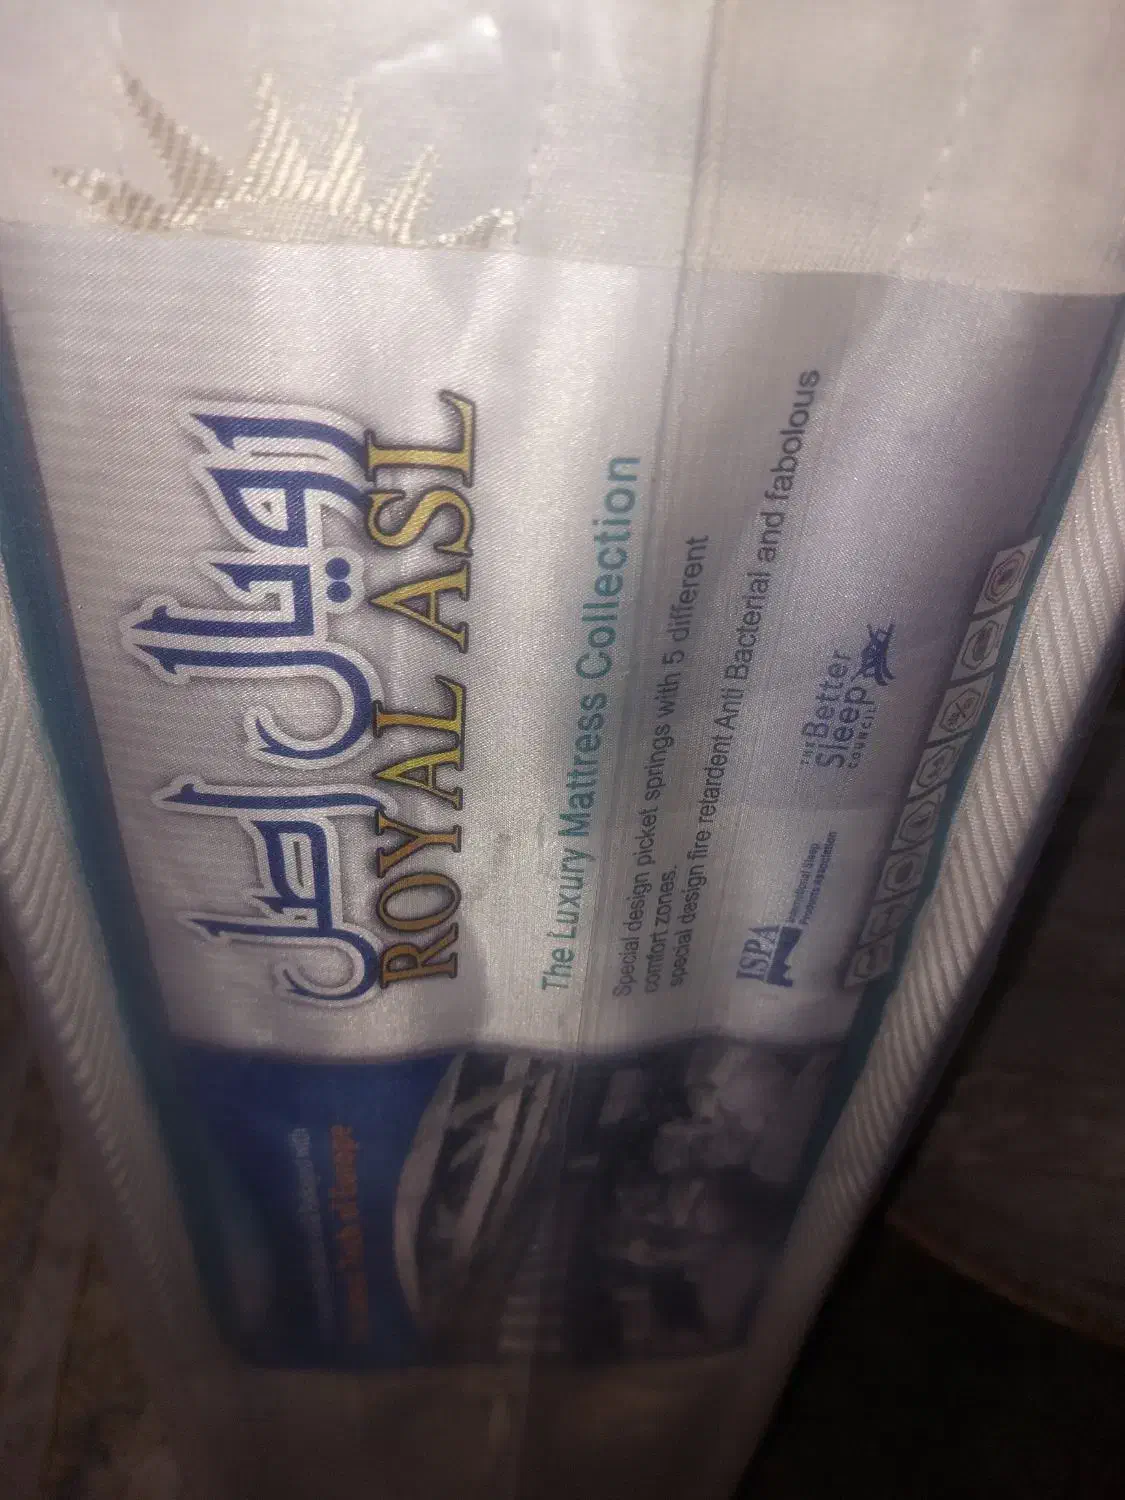 رويال اصل
ROYAL ASL
The Luxury Mattress Collection
Special design picket springs with 5 different
comfort zones.
special design fire retardent Anti Bacterial and fabolous
ISPA
International Sleep
Products Association
THE Better
Sleep
COUNCIL